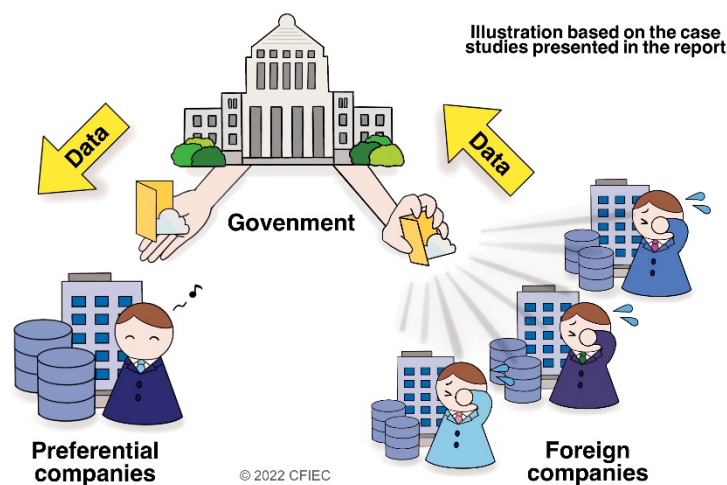 Illustration based on the case
studies presented in the report
Data
Data
Govenment
Preferential
companies
Foreign
companies
© 2022 CFIEC